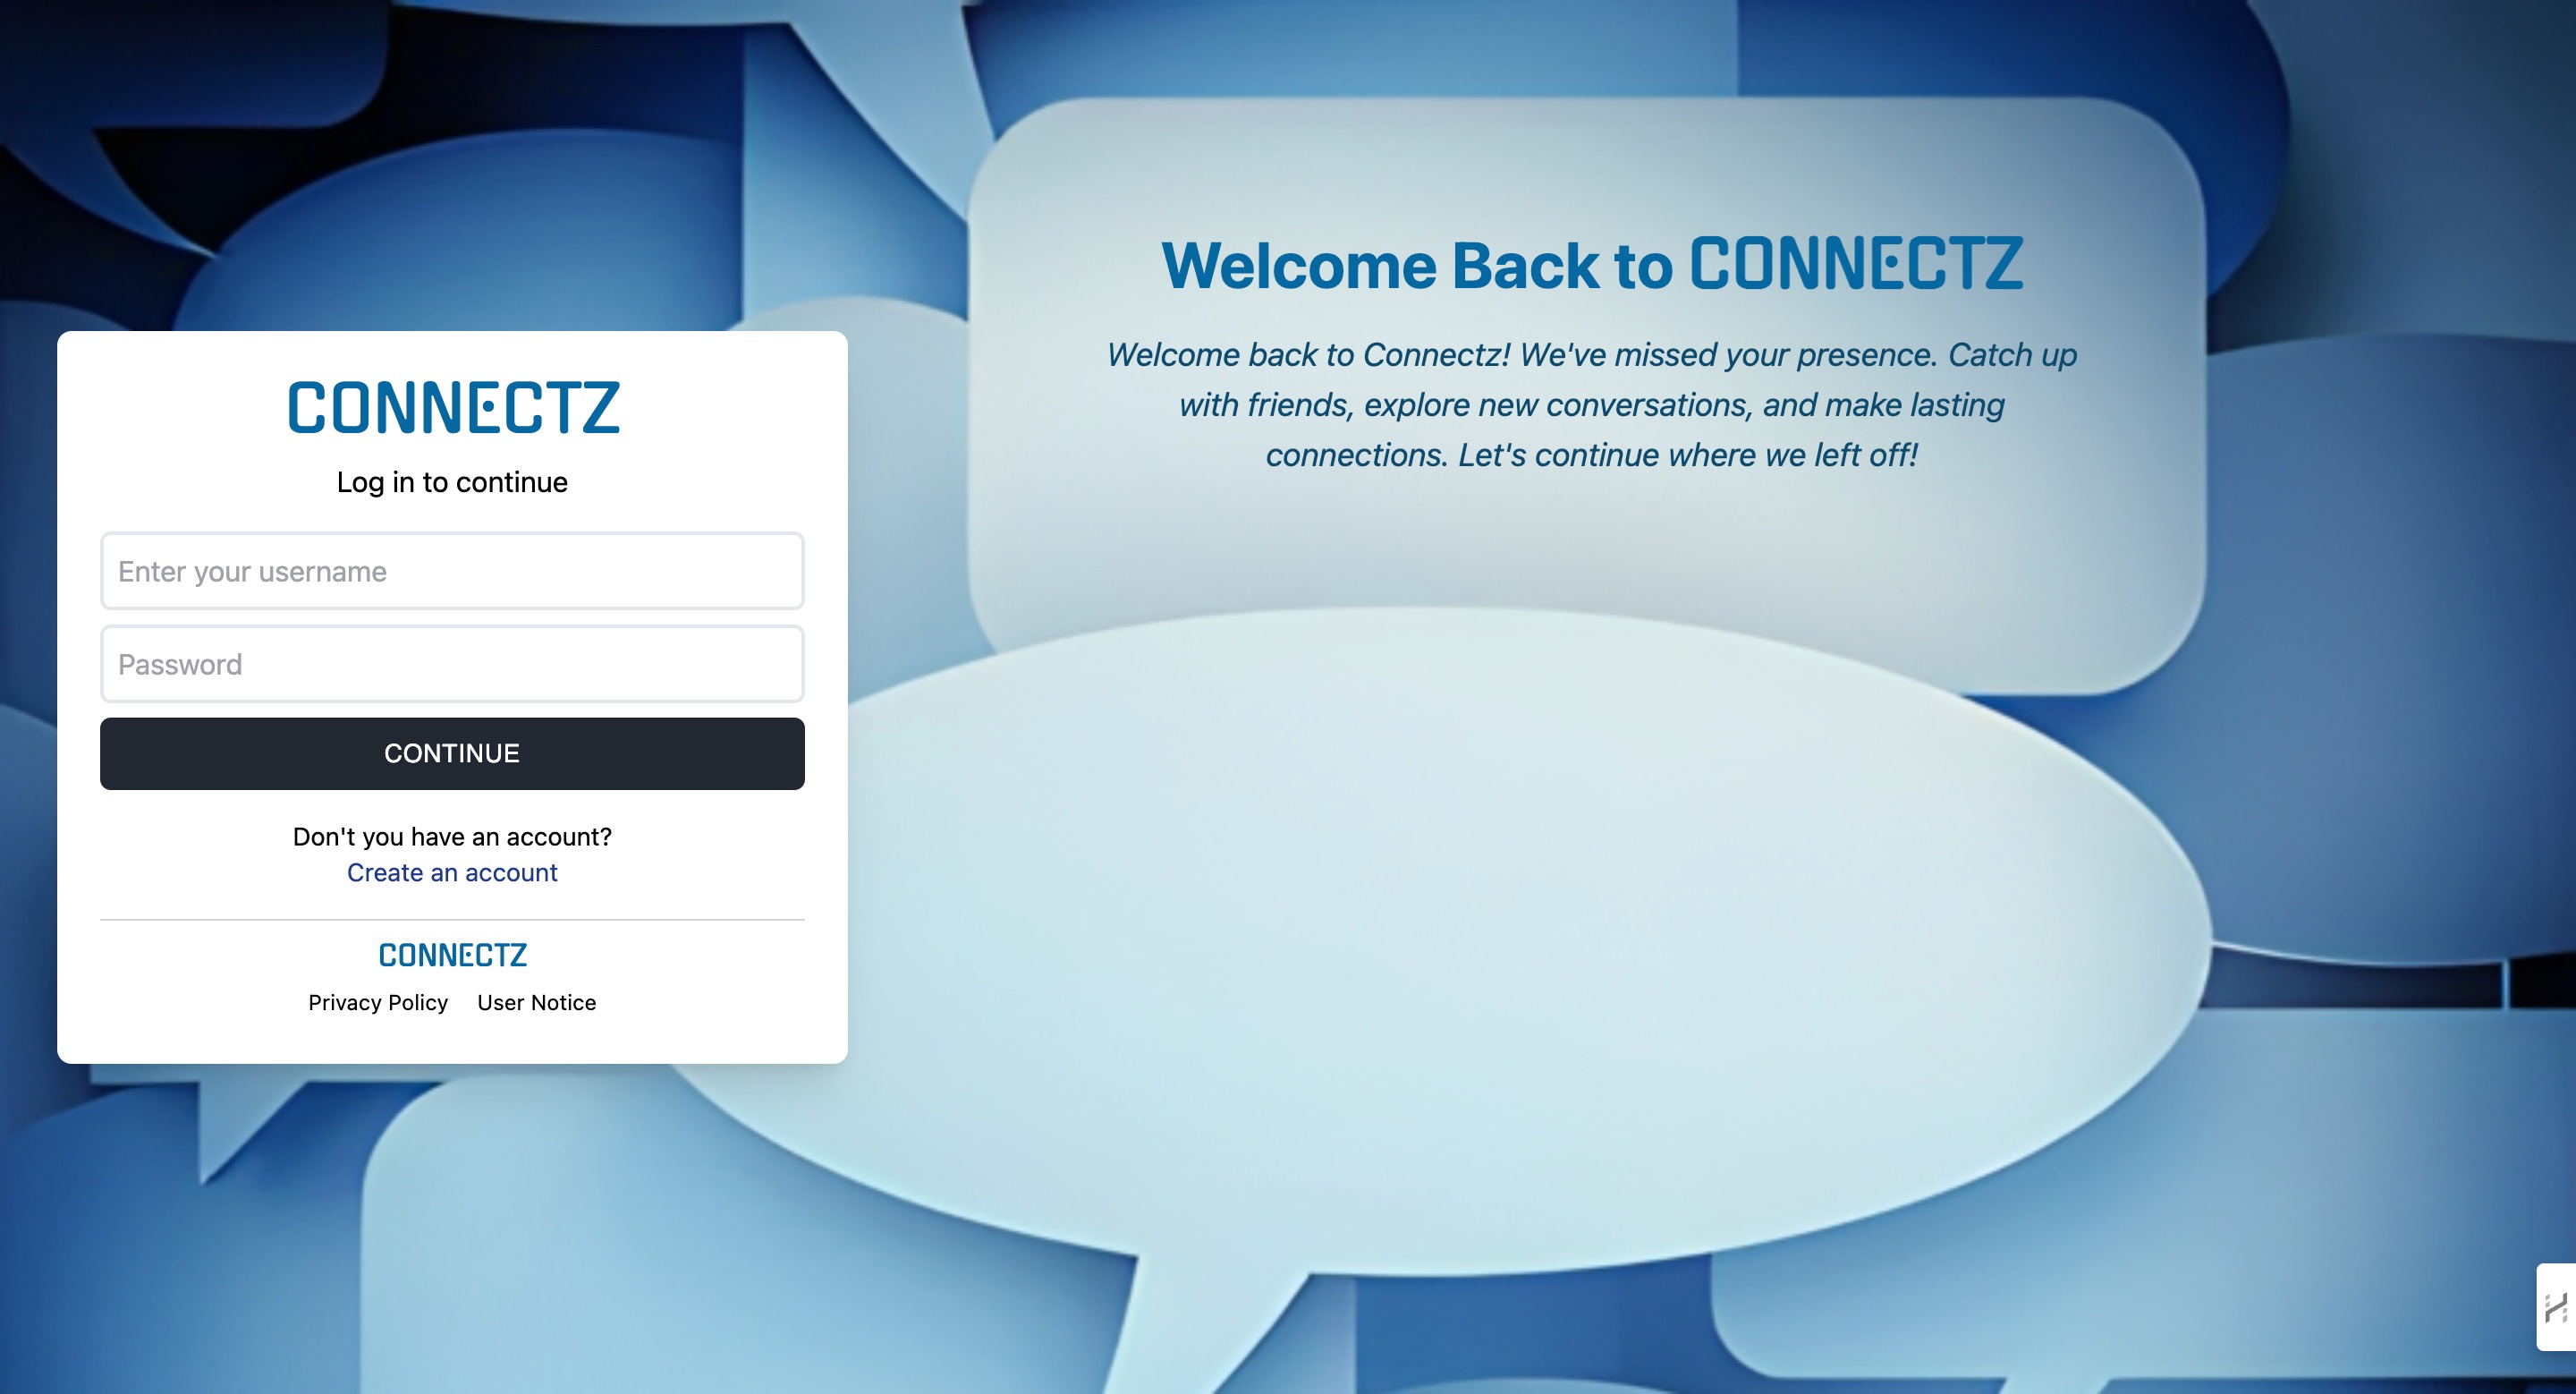 CONNECTZ
Log in to continue
Enter your username
Password
CONTINUE
Don't you have an account?
Create an account
CONNECTZ
Privacy Policy User Notice
Welcome Back to CONNECTZ
Welcome back to Connectz! We've missed your presence. Catch up
with friends, explore new conversations, and make lasting
connections. Let's continue where we left off!